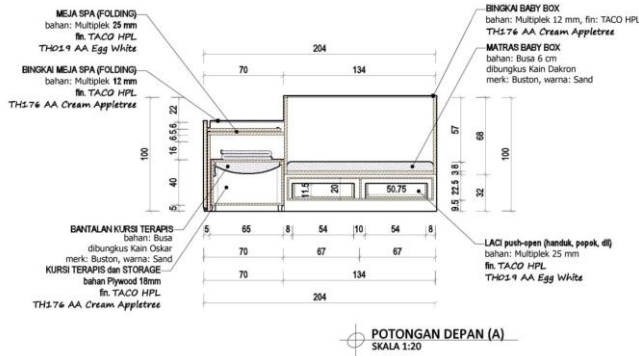 MEJA SPA (FOLDING)
bahan: Multiplek 25 mm
fin. TACO HPL
TH019 AA Egg White
BINGKAI MEJA SPA (FOLDING)
bahan: Multiplek 12 mm
fin. TACO HPL
TH176 AA Cream Appletree
BINGKAI BABY BOX
bahan: Multiplek 12 mm, fin: TACO HPL
TH176 AA Cream Appletree
MATRAS BABY BOX
bahan: Busa 6 cm
dibungkus Kain Dakron
merk: Buston, warna: Sand
204
70 134
100
22
16
40
5
57
3.8
22.5
9.5
68
32
100
11.5
20
50.75
5 65 8 54 10 54 8
70 67 67
70 134
204
BANTALAN KURSI TERAPIS
bahan: Busa
dibungkus Kain Oskar
merk: Buston, warna: Sand
KURSI TERAPIS dan STORAGE
bahan Plywood 18mm
fin. TACO HPL
TH176 AA Cream Appletree
LACI push-open (handuk, popok, dll)
bahan: Multiplek 25 mm
fin. TACO HPL
TH019 AA Egg White
POTONGAN DEPAN (A)
SKALA 1:20